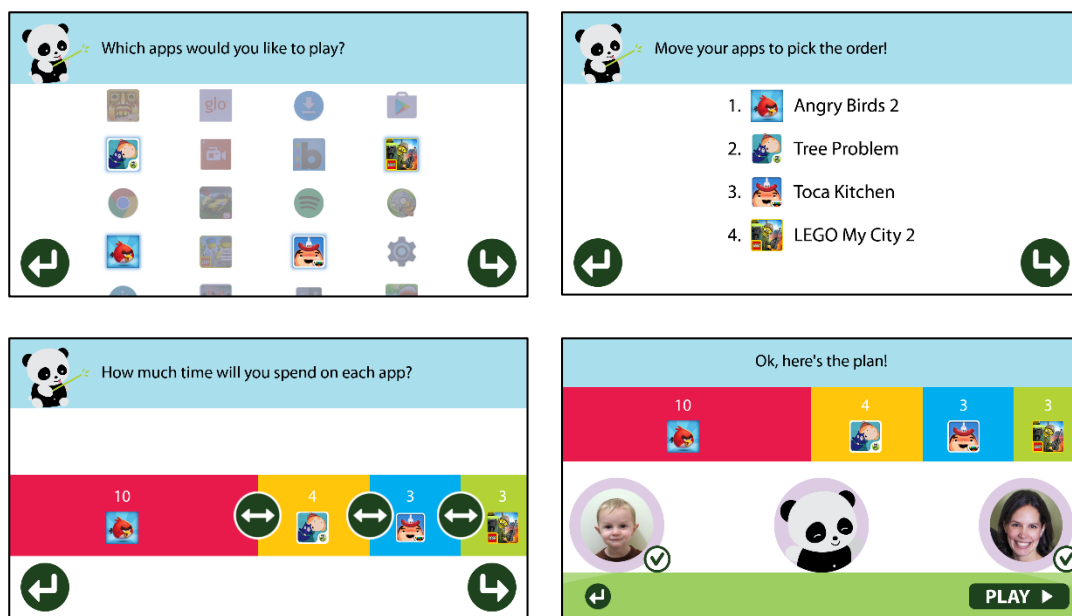 Which apps would you like to play?
glo
b
Move your apps to pick the order!
1. Angry Birds 2
2. Tree Problem
3. Toca Kitchen
4. LEGO My City 2
How much time will you spend on each app?
10 4 3 3
Ok, here's the plan!
10 4 3 3
PLAY